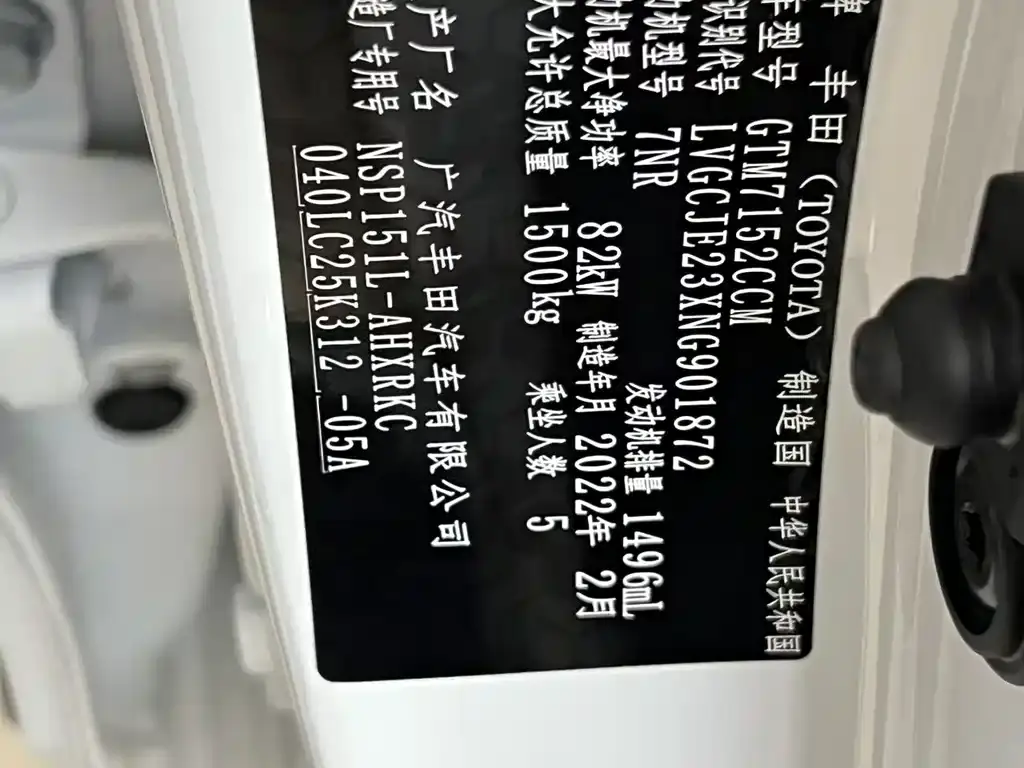 牌 丰田(TOYOTA) 制造国 中华人民共和国
车型号 GTM7152CCM
识别代号 LVGCJE23XNG901872
动机型号 7NR 发动机排量 1496mL
动机最大净功率 82kW 制造年月 2022年 2月
大允许总质量 1500kg 乘坐人数 5
产厂名 广汽丰田汽车有限公司
造厂专用号 NSP151L-AHXRKC
040LC25K312 -05A